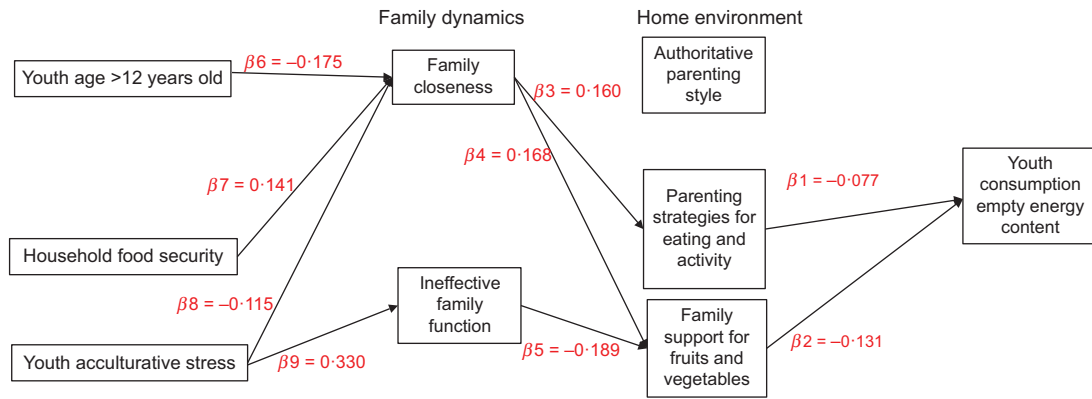 Family dynamics
Home environment
Youth age >12 years old
β6 = –0·175
Family
closeness
Authoritative
parenting
style
β3 = 0·160
β4 = 0·168
β7 = 0·141
Parenting
strategies for
eating and
activity
β1 = –0·077
Youth
consumption
empty energy
content
Household food security
β8 = –0·115
Ineffective
family
function
β5 = –0·189
Family
support for
fruits and
vegetables
β2 = –0·131
Youth acculturative stress
β9 = 0·330